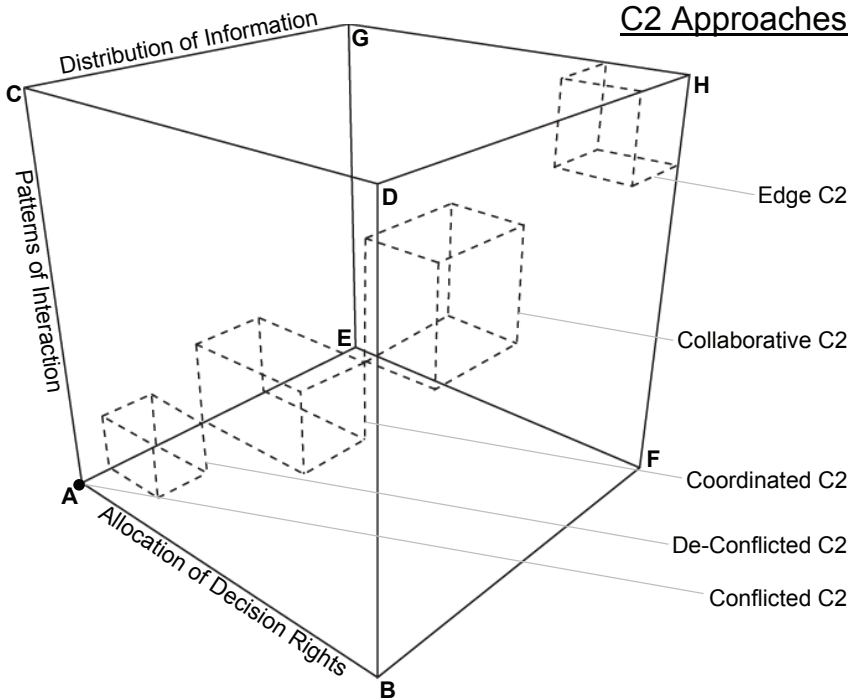 C2 Approaches
Distribution of Information
G
C
H
D
Patterns of Interaction
Edge C2
E
Collaborative C2
F
Coordinated C2
A
Allocation of Decision Rights
De-Conflicted C2
Conflicted C2
B